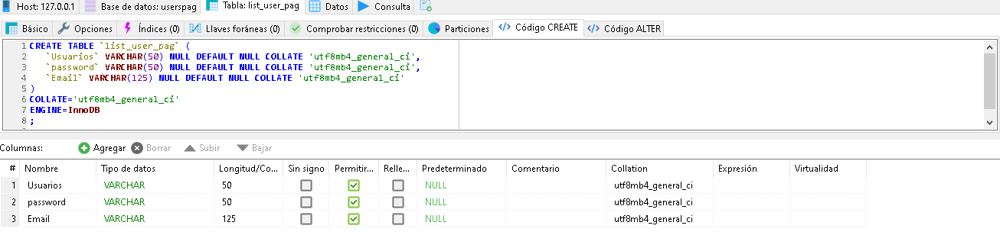 Host: 127.0.0.1 Base de datos: userspag Tabla: list_user_pag Datos Consulta
Básico Opciones Índices (0) Llaves foráneas (0) Comprobar restricciones (0) Particiones Código CREATE Código ALTER
1 CREATE TABLE `list_user_pag` (
2 `Usuarios` VARCHAR(50) NULL DEFAULT NULL COLLATE 'utf8mb4_general_ci',
3 `password` VARCHAR(50) NULL DEFAULT NULL COLLATE 'utf8mb4_general_ci',
4 `Email` VARCHAR(125) NULL DEFAULT NULL COLLATE 'utf8mb4_general_ci'
5 )
6 COLLATE='utf8mb4_general_ci'
7 ENGINE=InnoDB
8 ;
Columnas: Agregar Borrar Subir Bajar
# Nombre Tipo de datos Longitud/Co... Sin signo Permitir... Relle... Predeterminado Comentario Collation Expresión Virtualidad
1 Usuarios VARCHAR 50 NULL utf8mb4_general_ci
2 password VARCHAR 50 NULL utf8mb4_general_ci
3 Email VARCHAR 125 NULL utf8mb4_general_ci